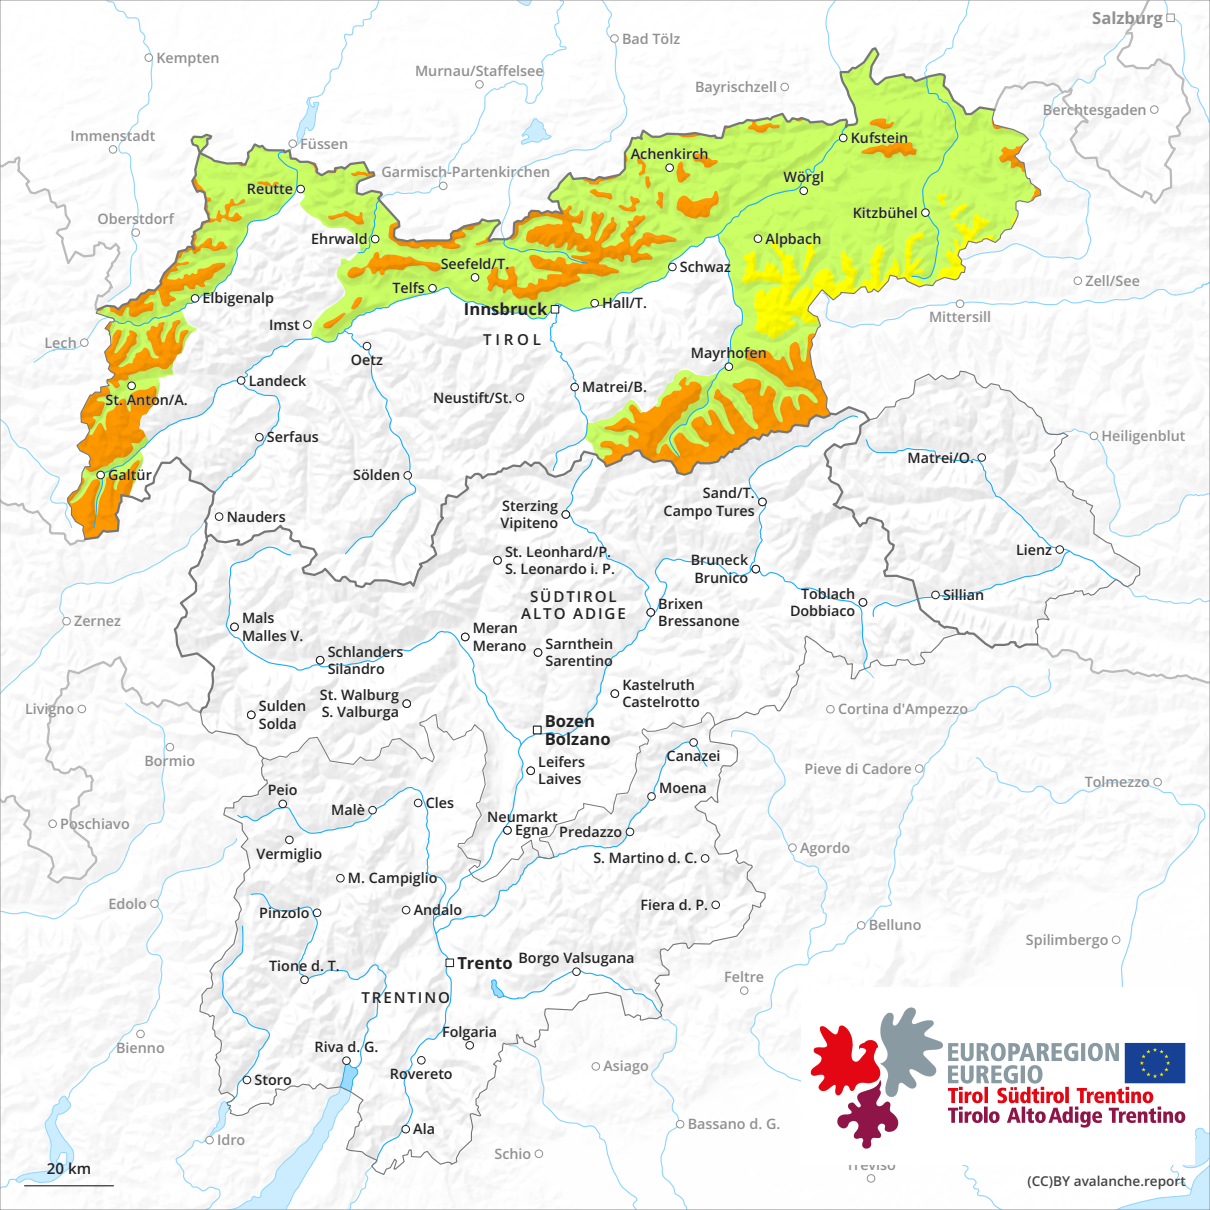 Salzburg
Bad Tölz
Kempten
Murnau/Staffelsee
Bayrischzell
Berchtesgaden
Immenstadt
Füssen
Kufstein
Achenkirch
Garmisch-Partenkirchen
Reutte
Wörgl
Kitzbühel
Oberstdorf
Ehrwald
Alpbach
Seefeld/T.
Schwaz
Zell/See
Telfs
Elbigenalp
Innsbruck
Hall/T.
Mittersill
Imst
TIROL
Lech
Oetz
Mayrhofen
Landeck
Matrei/B.
St. Anton/A.
Neustift/St.
Serfaus
Heiligenblut
Matrei/O.
Galtür
Sölden
Sand/T.
Campo Tures
Sterzing
Vipiteno
Nauders
St. Leonhard/P.
S. Leonardo i. P.
Lienz
Bruneck
Brunico
SÜDTIROL
ALTO ADIGE
Toblach
Dobbiaco
Sillian
Brixen
Bressanone
Mals
Malles V.
Zernez
Meran
Merano
Sarnthein
Sarentino
Schlanders
Silandro
Kastelruth
Castelrotto
St. Walburg
S. Valburga
Sulden
Solda
Livigno
Cortina d'Ampezzo
Bozen
Bolzano
Bormio
Canazei
Leifers
Laives
Pieve di Cadore
Tolmezzo
Peio
Moena
Malè
Cles
Neumarkt
Egna
Predazzo
Poschiavo
Vermiglio
Agordo
S. Martino d. C.
M. Campiglio
Edolo
Pinzolo
Andalo
Fiera d. P.
Belluno
Spilimbergo
Trento
Borgo Valsugana
Tione d. T.
Feltre
TRENTINO
Folgaria
Bienno
Riva d. G.
Rovereto
Asiago
Storo
EUROPAREGION
EUREGIO
Tirol Südtirol Trentino
Tirolo Alto Adige Trentino
Ala
Bassano d. G.
Idro
Schio
Treviso
20 km
(CC)BY avalanche.report